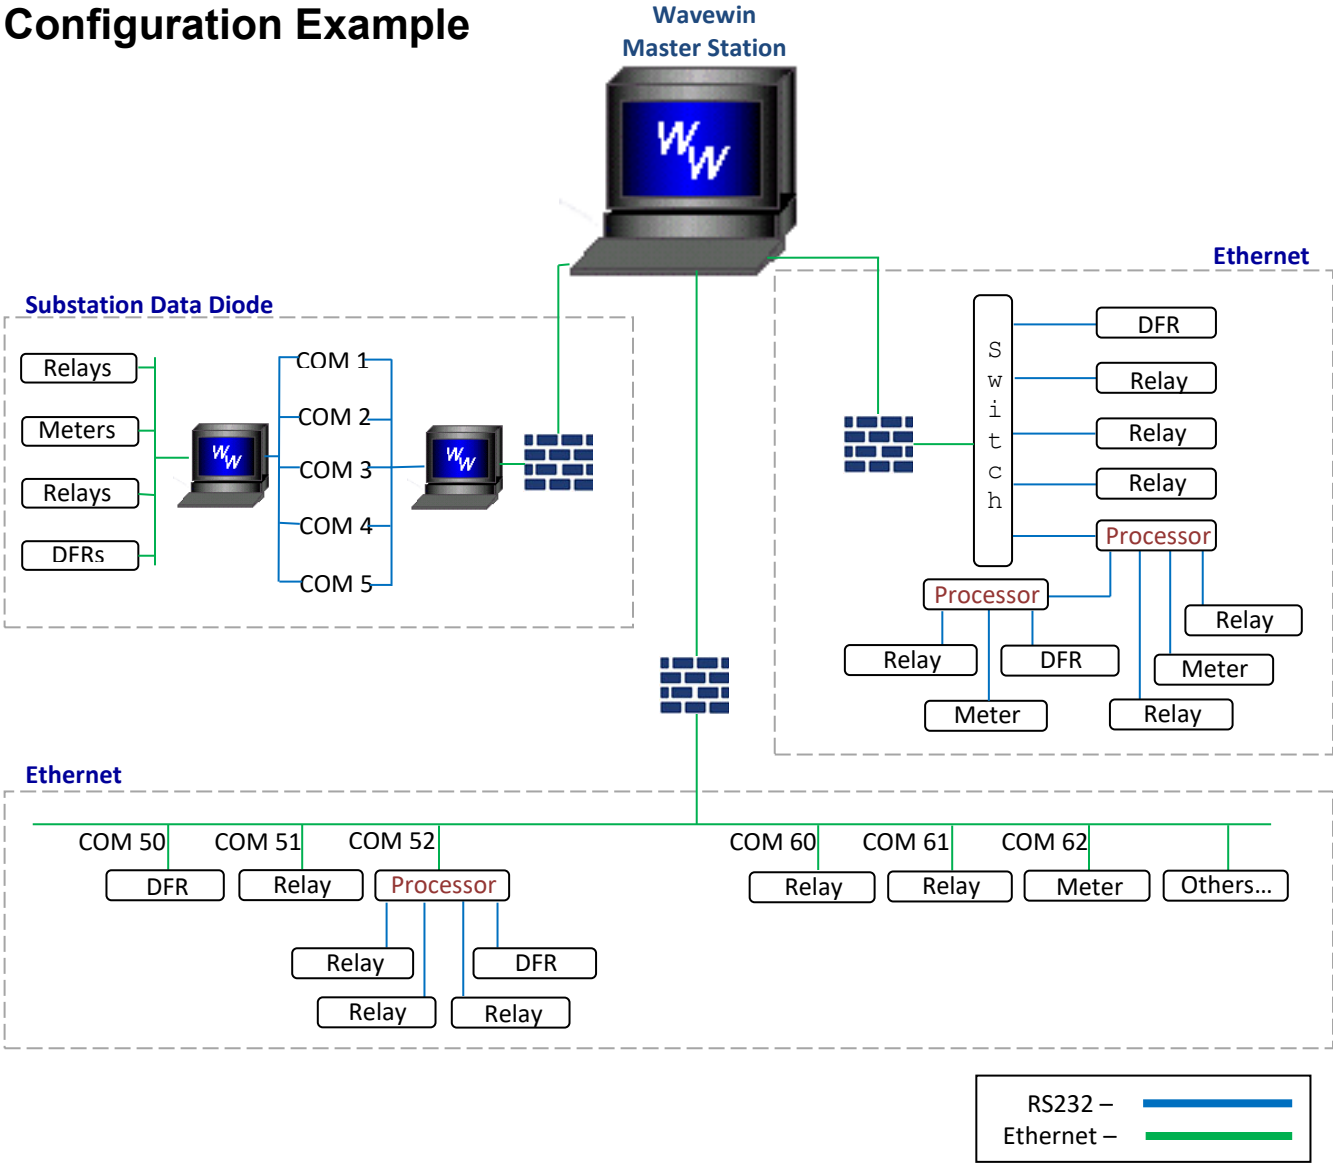 Configuration Example
Wavewin
Master Station
W
W
Ethernet
Substation Data Diode
Relays
Meters
Relays
DFRs
W
W
COM 1
COM 2
COM 3
COM 4
COM 5
W
W
S
w
i
t
c
h
DFR
Relay
Relay
Relay
Processor
Processor
Relay
Relay
DFR
Meter
Meter
Relay
Ethernet
COM 50
COM 51
COM 52
COM 60
COM 61
COM 62
DFR
Relay
Processor
Relay
Relay
Meter
Others...
Relay
DFR
Relay
Relay
RS232 –
Ethernet –